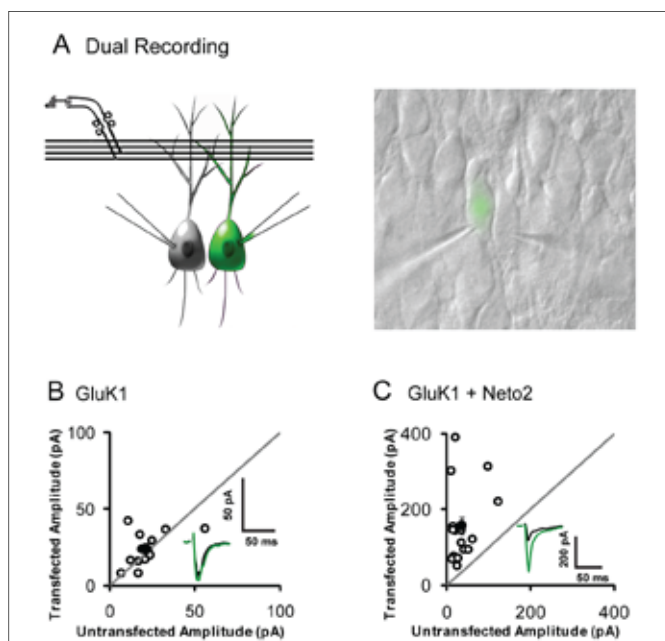 A Dual Recording
B GluK1
Transfected Amplitude (pA)
100
50
0
0
50
100
Untransfected Amplitude (pA)
50 pA
50 ms
C GluK1 + Neto2
Transfected Amplitude (pA)
400
200
0
0
200
400
Untransfected Amplitude (pA)
200 pA
50 ms